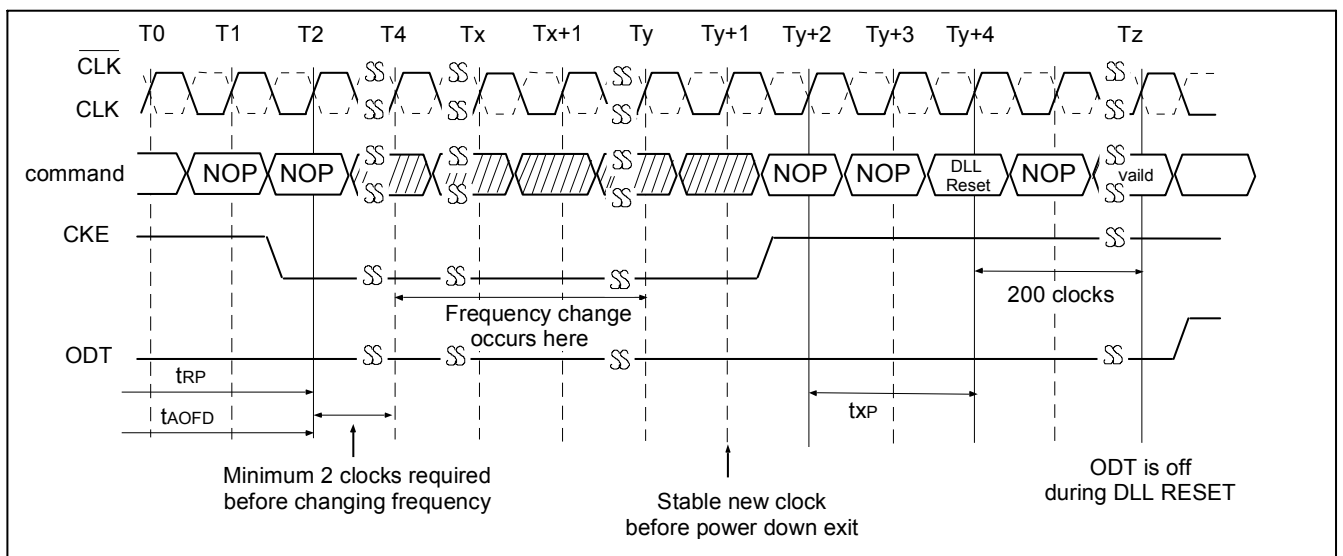 T0 T1 T2 T4 Tx Tx+1 Ty Ty+1 Ty+2 Ty+3 Ty+4 Tz
CLK
CLK
command NOP NOP NOP NOP DLL Reset NOP vaild
CKE
200 clocks
Frequency change
occurs here
ODT
tRP
tAOFD
txP
Minimum 2 clocks required
before changing frequency
Stable new clock
before power down exit
ODT is off
during DLL RESET